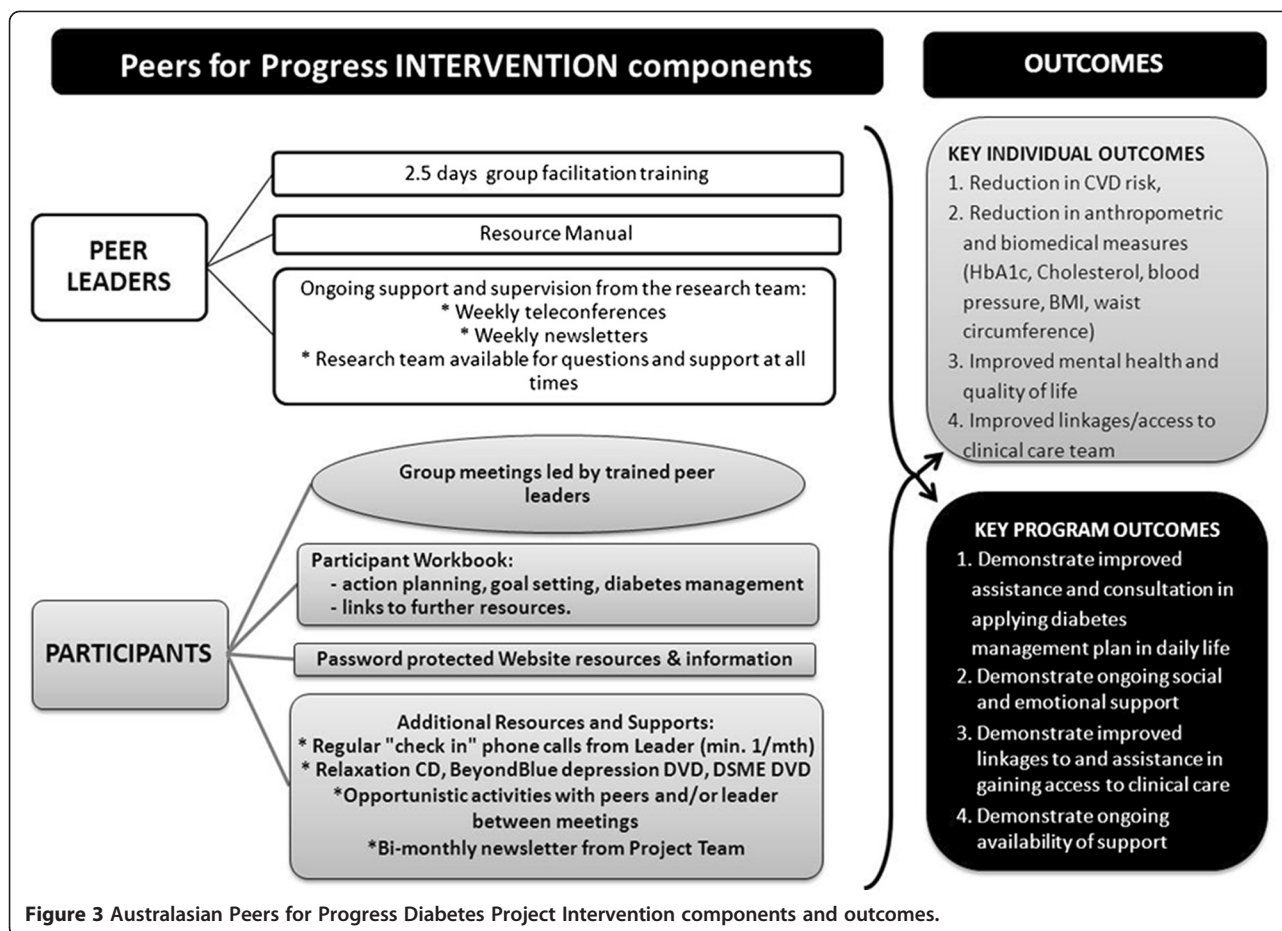 Peers for Progress INTERVENTION components
PEER
LEADERS
2.5 days group facilitation training
Resource Manual
Ongoing support and supervision from the research team:
* Weekly teleconferences
* Weekly newsletters
* Research team available for questions and support at all
times
PARTICIPANTS
Group meetings led by trained peer
leaders
Participant Workbook:
- action planning, goal setting, diabetes management
- links to further resources.
Password protected Website resources & information
Additional Resources and Supports:
* Regular "check in" phone calls from Leader (min. 1/mth)
* Relaxation CD, BeyondBlue depression DVD, DSME DVD
*Opportunistic activities with peers and/or leader
between meetings
*Bi-monthly newsletter from Project Team
OUTCOMES
KEY INDIVIDUAL OUTCOMES
1. Reduction in CVD risk,
2. Reduction in anthropometric
and biomedical measures
(HbA1c, Cholesterol, blood
pressure, BMI, waist
circumference)
3. Improved mental health and
quality of life
4. Improved linkages/access to
clinical care team
KEY PROGRAM OUTCOMES
1. Demonstrate improved
assistance and consultation in
applying diabetes
management plan in daily life
2. Demonstrate ongoing social
and emotional support
3. Demonstrate improved
linkages to and assistance in
gaining access to clinical care
4. Demonstrate ongoing
availability of support
Figure 3 Australasian Peers for Progress Diabetes Project Intervention components and outcomes.